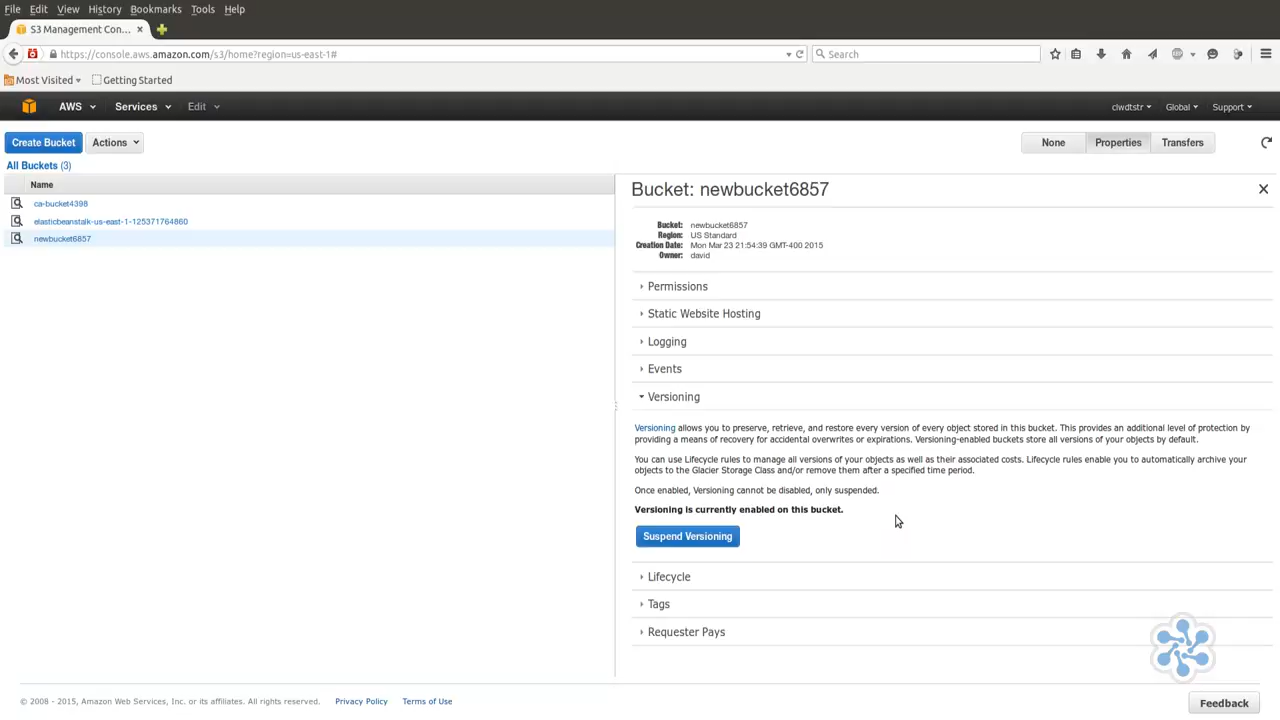 File Edit View History Bookmarks Tools Help
S3 Management Con...
https://console.aws.amazon.com/s3/home?region=us-east-1#
Search
Most Visited
Getting Started
AWS
Services
Edit
clwdtstr
Global
Support
Create Bucket
Actions
None
Properties
Transfers
All Buckets (3)
Name
ca-bucket4398
elasticbeanstalk-us-east-1-125371764860
newbucket6857
Bucket: newbucket6857
Bucket: newbucket6857
Region: US Standard
Creation Date: Mon Mar 23 21:54:39 GMT-400 2015
Owner: david
Permissions
Static Website Hosting
Logging
Events
Versioning
Versioning allows you to preserve, retrieve, and restore every version of every object stored in this bucket. This provides an additional level of protection by
providing a means of recovery for accidental overwrites or expirations. Versioning-enabled buckets store all versions of your objects by default.
You can use Lifecycle rules to manage all versions of your objects as well as their associated costs. Lifecycle rules enable you to automatically archive your
objects to the Glacier Storage Class and/or remove them after a specified time period.
Once enabled, Versioning cannot be disabled, only suspended.
Versioning is currently enabled on this bucket.
Suspend Versioning
Lifecycle
Tags
Requester Pays
© 2008 - 2015, Amazon Web Services, Inc. or its affiliates. All rights reserved.
Privacy Policy
Terms of Use
Feedback